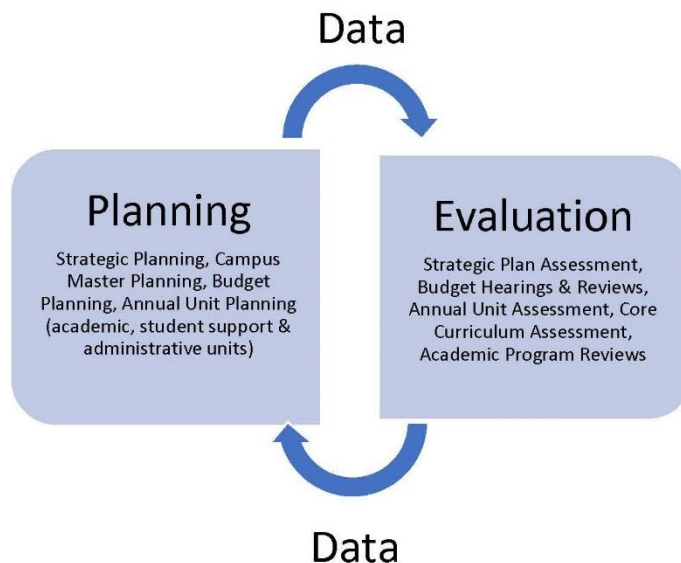 Data
Planning
Strategic Planning, Campus
Master Planning, Budget
Planning, Annual Unit Planning
(academic, student support &
administrative units)
Evaluation
Strategic Plan Assessment,
Budget Hearings & Reviews,
Annual Unit Assessment, Core
Curriculum Assessment,
Academic Program Reviews
Data